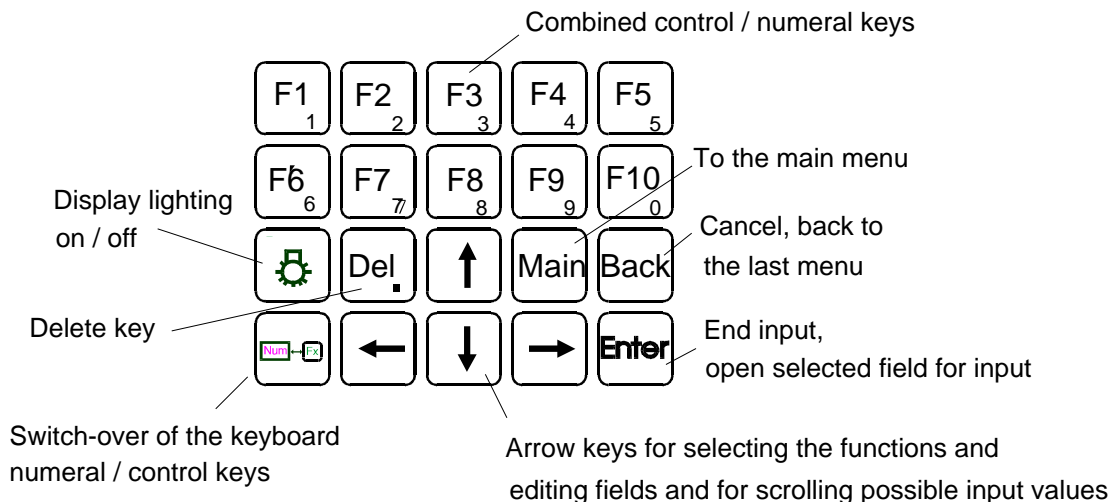 Combined control / numeral keys
F1 F2 F3 F4 F5
1 2 3 4 5
To the main menu
F6 F7 F8 F9 F10
6 7 8 9 0
Display lighting
on / off
Cancel, back to
the last menu
Del Main Back
.
Delete key
End input,
open selected field for input
Num Fx Enter
Switch-over of the keyboard
numeral / control keys
Arrow keys for selecting the functions and
editing fields and for scrolling possible input values